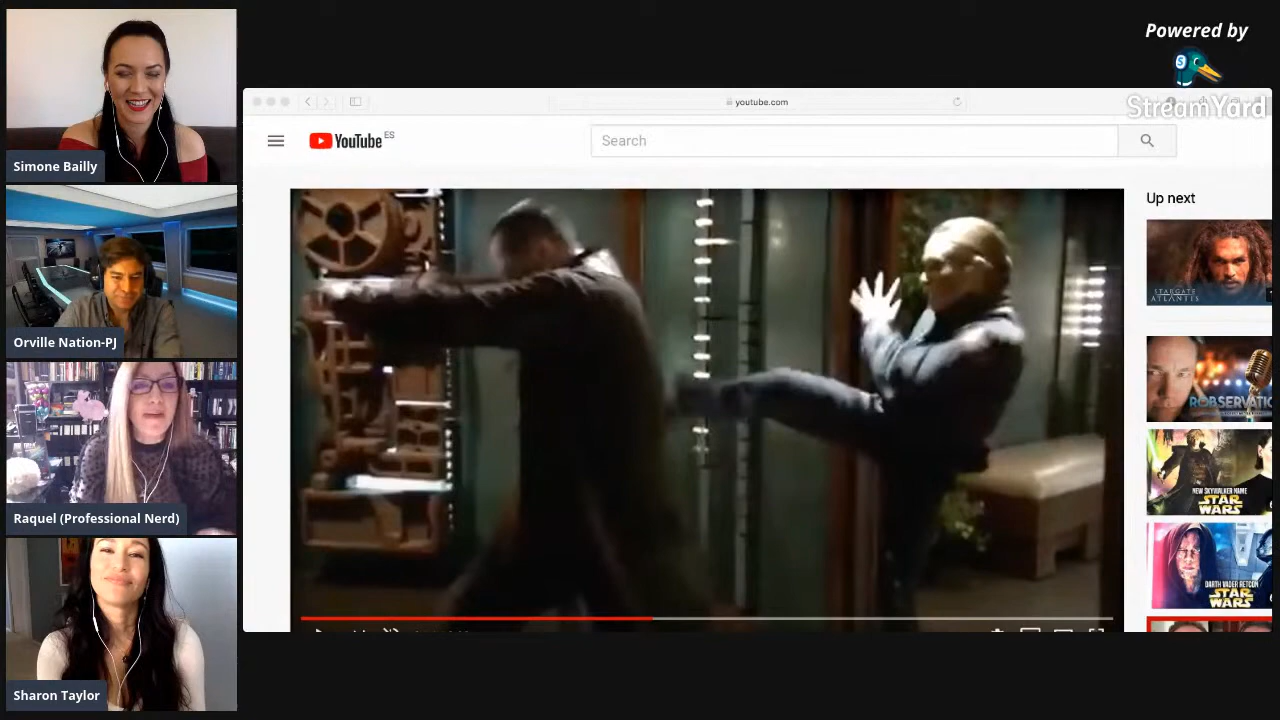 Powered by
S
StreamYard
youtube.com
YouTube ES
Search
Up next
STARGATE
ATLANTIS
ROBSERVATIO
NEW SKYWALKER NAME
STAR
WARS
DARTH VADER RETCON
STAR
WARS
Simone Bailly
Orville Nation-PJ
Raquel (Professional Nerd)
Sharon Taylor